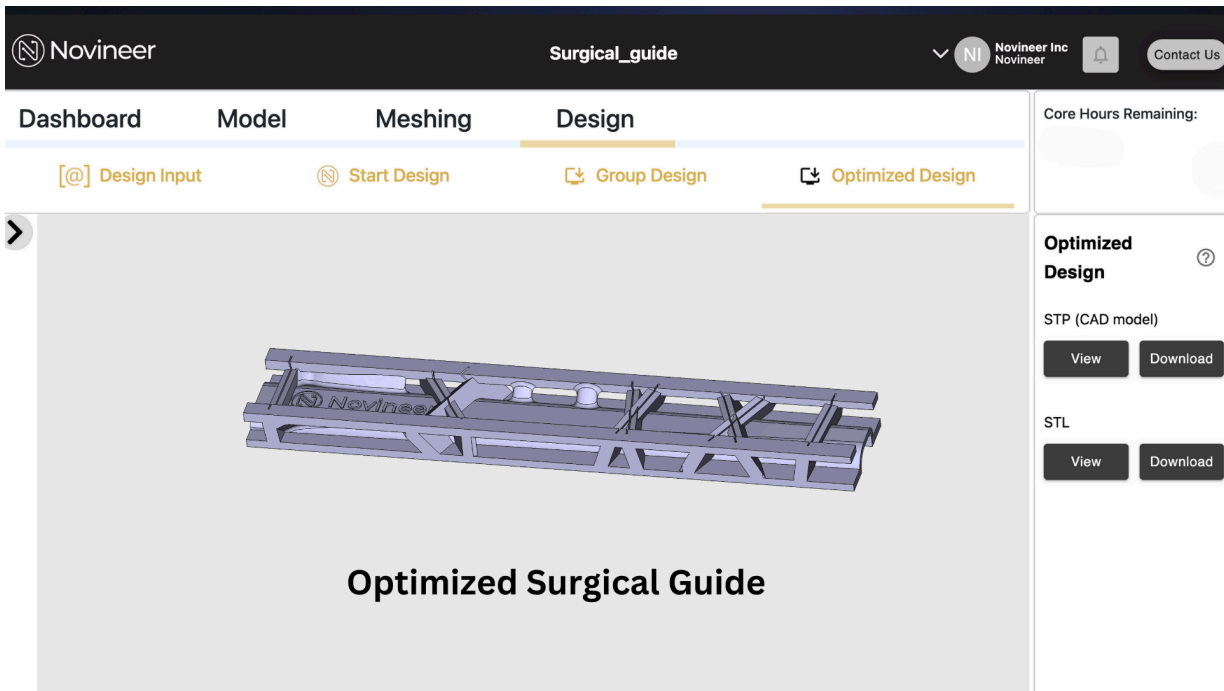 Novineer
Surgical_guide
NI
Novineer Inc
Novineer
Contact Us
Dashboard
Model
Meshing
Design
Core Hours Remaining:
[@] Design Input
Start Design
Group Design
Optimized Design
Optimized
Design
?
STP (CAD model)
View
Download
STL
View
Download
Novineer
Optimized Surgical Guide